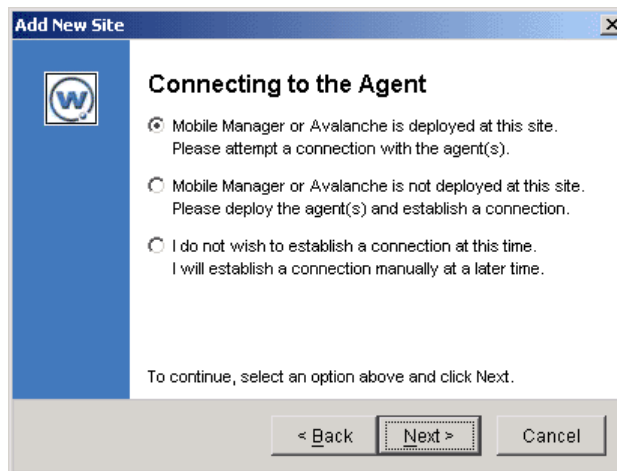 Add New Site
W
Connecting to the Agent
Mobile Manager or Avalanche is deployed at this site.
Please attempt a connection with the agent(s).
Mobile Manager or Avalanche is not deployed at this site.
Please deploy the agent(s) and establish a connection.
I do not wish to establish a connection at this time.
I will establish a connection manually at a later time.
To continue, select an option above and click Next.
< Back
Next >
Cancel